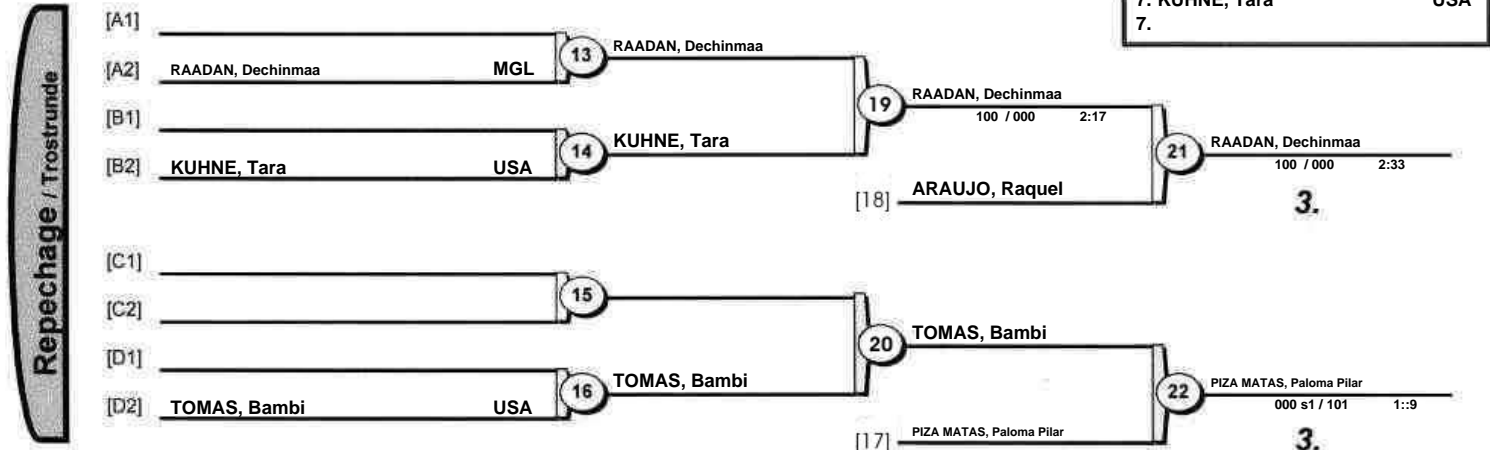 7. KUHNE, Tara USA
7.
Repechage / Trostrunde
[A1]
[A2] RAADAN, Dechinmaa MGL
13
RAADAN, Dechinmaa
[B1]
[B2] KUHNE, Tara USA
14
KUHNE, Tara
19
RAADAN, Dechinmaa
100 / 000 2:17
[18] ARAUJO, Raquel
21
RAADAN, Dechinmaa
100 / 000 2:33
3.
[C1]
[C2]
15
[D1]
[D2] TOMAS, Bambi USA
16
TOMAS, Bambi
20
TOMAS, Bambi
[17] PIZA MATAS, Paloma Pilar
22
PIZA MATAS, Paloma Pilar
000 s1 / 101 1::9
3.